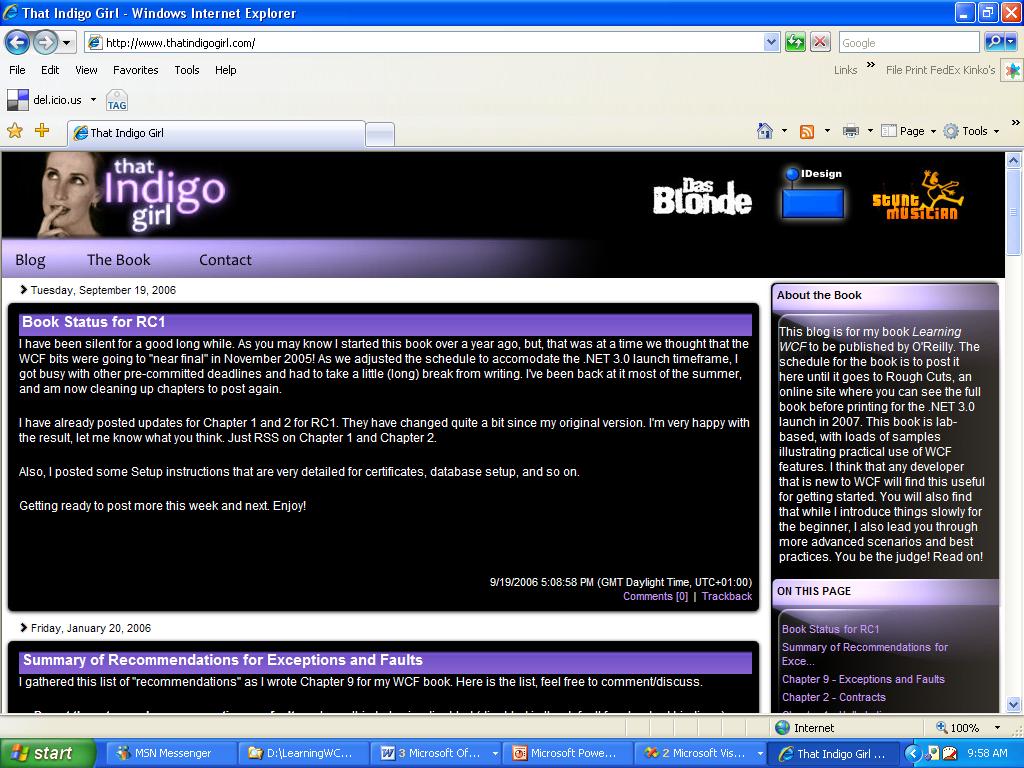 That Indigo Girl - Windows Internet Explorer
http://www.thatindigogirl.com/
Google
File Edit View Favorites Tools Help
Links » File Print FedEx Kinko's
del.icio.us TAG
That Indigo Girl
Page Tools »
that
Indigo
girl
Das
Blonde
IDesign
stunt
musician
Blog The Book Contact
Tuesday, September 19, 2006
Book Status for RC1
I have been silent for a good long while. As you may know I started this book over a year ago, but, that was at a time we thought that the
WCF bits were going to "near final" in November 2005! As we adjusted the schedule to accomodate the .NET 3.0 launch timeframe, I
got busy with other pre-committed deadlines and had to take a little (long) break from writing. I've been back at it most of the summer,
and am now cleaning up chapters to post again.
I have already posted updates for Chapter 1 and 2 for RC1. They have changed quite a bit since my original version. I'm very happy with
the result, let me know what you think. Just RSS on Chapter 1 and Chapter 2.
Also, I posted some Setup instructions that are very detailed for certificates, database setup, and so on.
Getting ready to post more this week and next. Enjoy!
9/19/2006 5:08:58 PM (GMT Daylight Time, UTC+01:00)
Comments [0] | Trackback
Friday, January 20, 2006
Summary of Recommendations for Exceptions and Faults
I gathered this list of "recommendations" as I wrote Chapter 9 for my WCF book. Here is the list, feel free to comment/discuss.
About the Book
This blog is for my book Learning
WCF to be published by O'Reilly. The
schedule for the book is to post it
here until it goes to Rough Cuts, an
online site where you can see the full
book before printing for the .NET 3.0
launch in 2007. This book is lab-
based, with loads of samples
illustrating practical use of WCF
features. I think that any developer
that is new to WCF will find this useful
for getting started. You will also find
that while I introduce things slowly for
the beginner, I also lead you through
more advanced scenarios and best
practices. You be the judge! Read on!
ON THIS PAGE
Book Status for RC1
Summary of Recommendations for
Exce...
Chapter 9 - Exceptions and Faults
Chapter 2 - Contracts
Internet 100%
start
MSN Messenger
D:\LearningWC...
3 Microsoft Of...
Microsoft Powe...
2 Microsoft Vis...
That Indigo Girl ...
9:58 AM